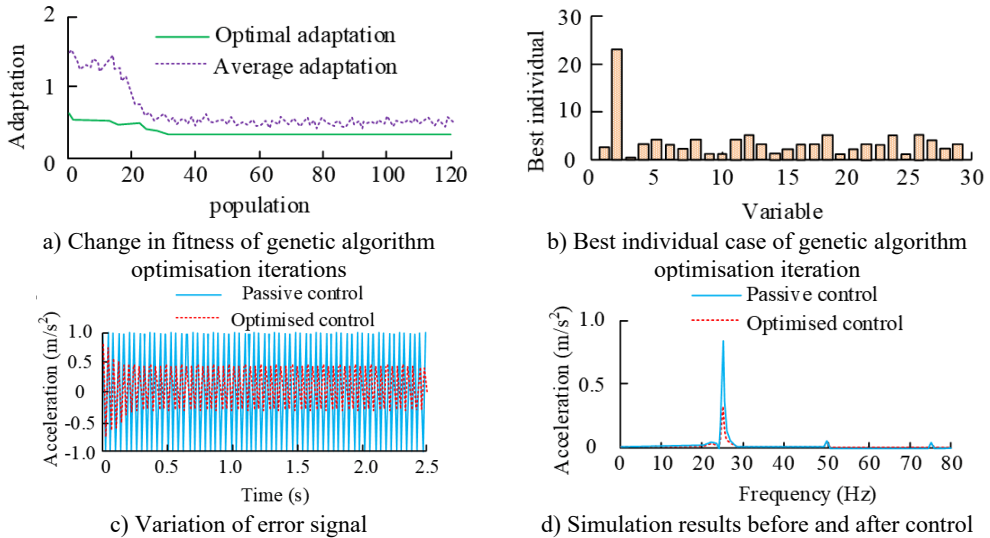 2
1
0
Adaptation
Optimal adaptation
Average adaptation
0
20
40
60
80
100
120
population
a) Change in fitness of genetic algorithm
optimisation iterations
30
20
10
0
Best individual
0
5
10
15
20
25
30
Variable
b) Best individual case of genetic algorithm
optimisation iteration
Passive control
Optimised control
1.0
0.5
0
-0.5
-1.0
Acceleration (m/s²)
0
0.5
1.0
1.5
2.0
2.5
Time (s)
c) Variation of error signal
Passive control
Optimised control
1.0
0.5
0
Acceleration (m/s²)
0
10
20
25
30
40
50
60
70
80
Frequency (Hz)
d) Simulation results before and after control